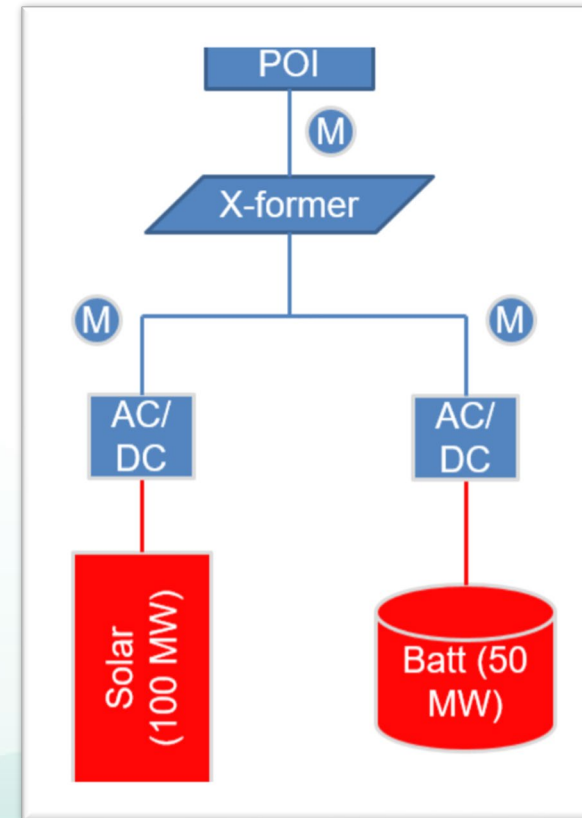 POI
M
X-former
M
M
AC/
DC
AC/
DC
Solar
(100 MW)
Batt (50
MW)